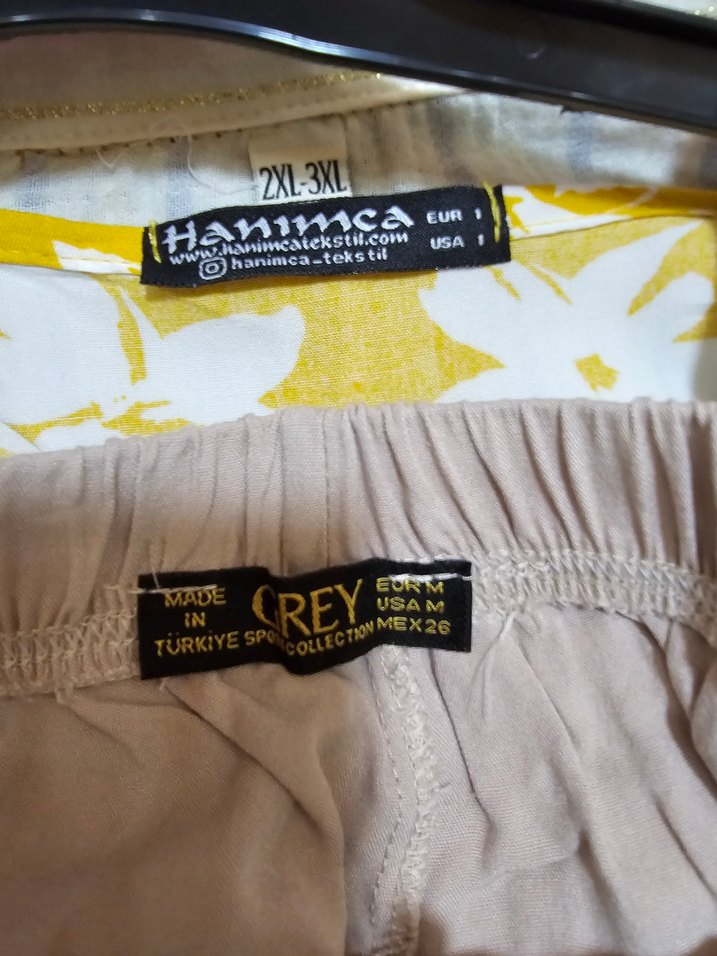 2XL-3XL
Hanımca EUR 1
www.hanimcatekstil.com USA 1
hanimca_tekstil
MADE IN TÜRKİYE
GREY
SPORT COLLECTION
EUR M
USA M
MEX 26